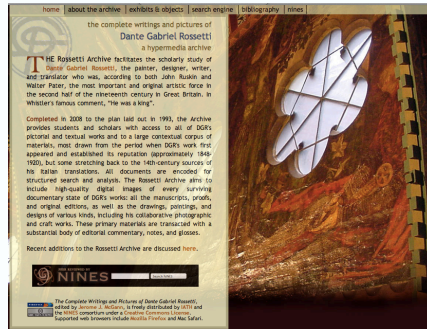 home | about the archive | exhibits & objects | search engine | bibliography | nines
the complete writings and pictures of
Dante Gabriel Rossetti
a hypermedia archive
THE Rossetti Archive facilitates the scholarly study of
Dante Gabriel Rossetti, the painter, designer, writer,
and translator who was, according to both John Ruskin and
Walter Pater, the most important and original artistic force in
the second half of the nineteenth century in Great Britain. In
Whistler's famous comment, "He was a king".
Completed in 2008 to the plan laid out in 1993, the Archive
provides students and scholars with access to all of DGR's
pictorial and textual works and to a large contextual corpus of
materials, most drawn from the period when DGR's work first
appeared and established its reputation (approximately 1848-
1920), but some stretching back to the 14th-century sources of
his Italian translations. All documents are encoded for
structured search and analysis. The Rossetti Archive aims to
include high-quality digital images of every surviving
documentary state of DGR's works: all the manuscripts, proofs,
and original editions, as well as the drawings, paintings, and
designs of various kinds, including his collaborative photographic
and craft works. These primary materials are transacted with a
substantial body of editorial commentary, notes, and glosses.
Recent additions to the Rossetti Archive are discussed here.
NINES
The Complete Writings and Pictures of Dante Gabriel Rossetti,
edited by Jerome J. McGann, is freely distributed by IATH and
the NINES consortium under a Creative Commons License.
Supported web browsers include Mozilla Firefox and Mac Safari.